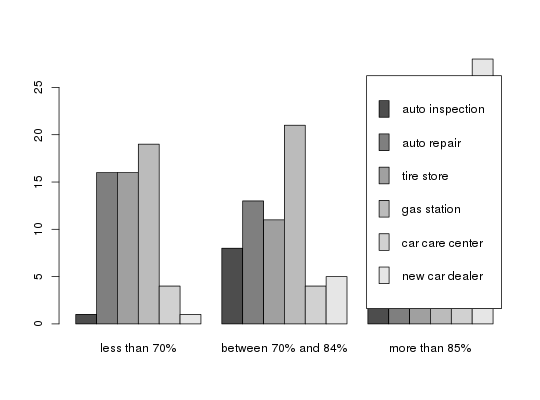 25
20
15
10
5
0
auto inspection
auto repair
tire store
gas station
car care center
new car dealer
less than 70%
between 70% and 84%
more than 85%